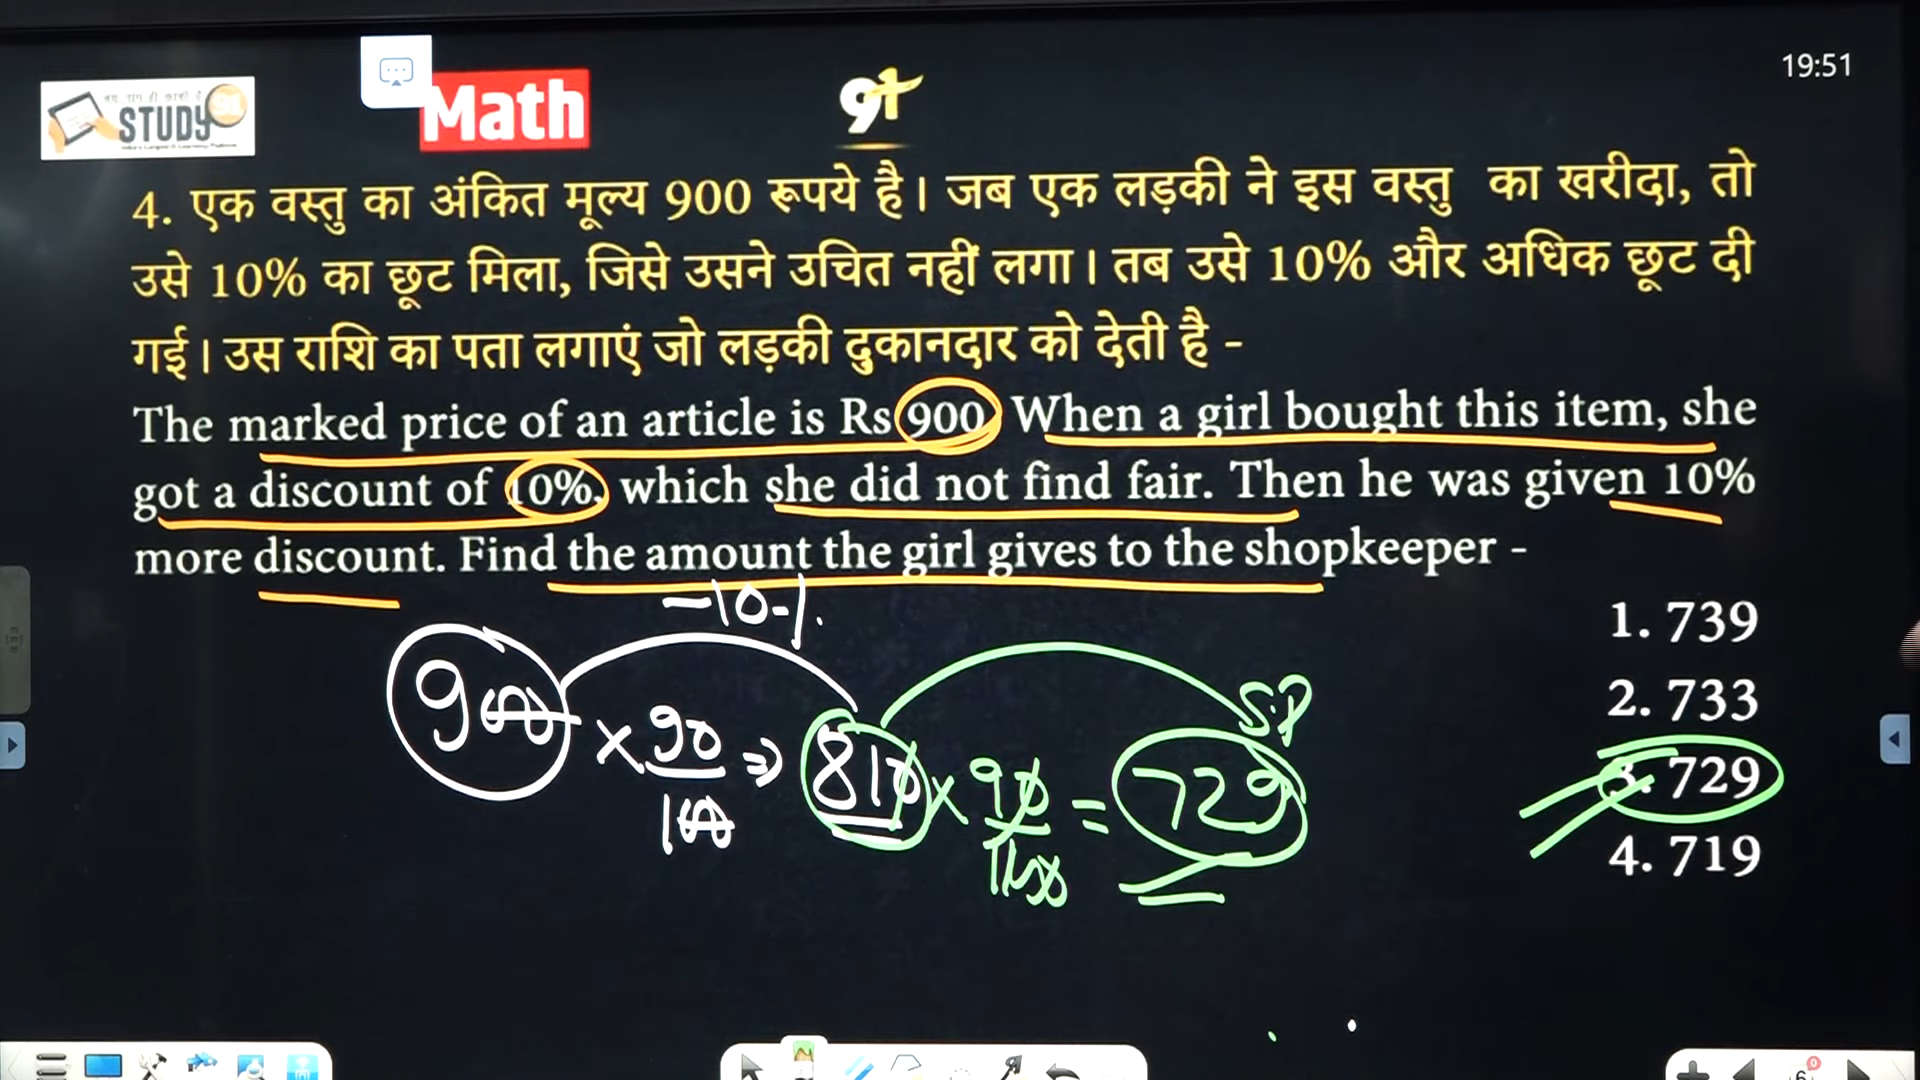 19:51
STUDY
Math
9+
4. एक वस्तु का अंकित मूल्य 900 रूपये है। जब एक लड़की ने इस वस्तु का खरीदा, तो
उसे 10% का छूट मिला, जिसे उसने उचित नहीं लगा। तब उसे 10% और अधिक छूट दी
गई। उस राशि का पता लगाएं जो लड़की दुकानदार को देती है -
The marked price of an article is Rs 900 When a girl bought this item, she
got a discount of 10%. which she did not find fair. Then he was given 10%
more discount. Find the amount the girl gives to the shopkeeper -
-10%
900 × 90/100 ⇒ 810 × 90/100 = 729
S.P
1. 739
2. 733
3. 729
4. 719